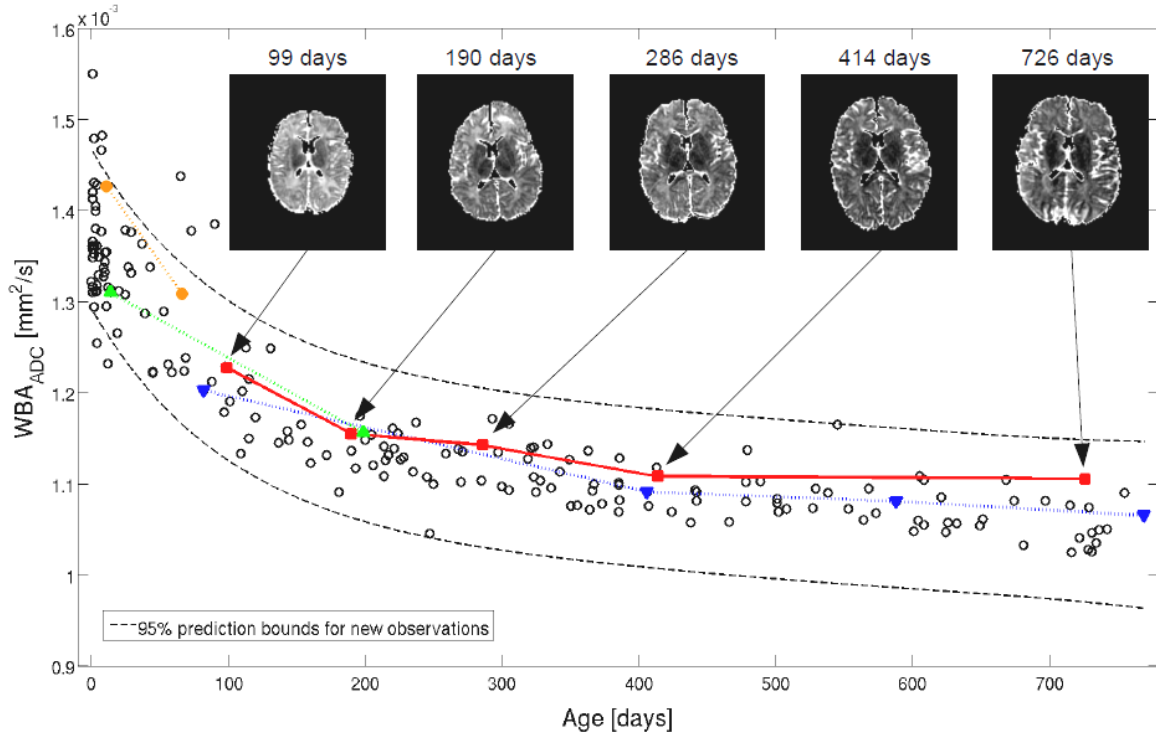 ×10⁻³
1.6
1.5
1.4
1.3
1.2
1.1
1
0.9
WBA_ADC [mm²/s]
99 days
190 days
286 days
414 days
726 days
95% prediction bounds for new observations
0 100 200 300 400 500 600 700
Age [days]